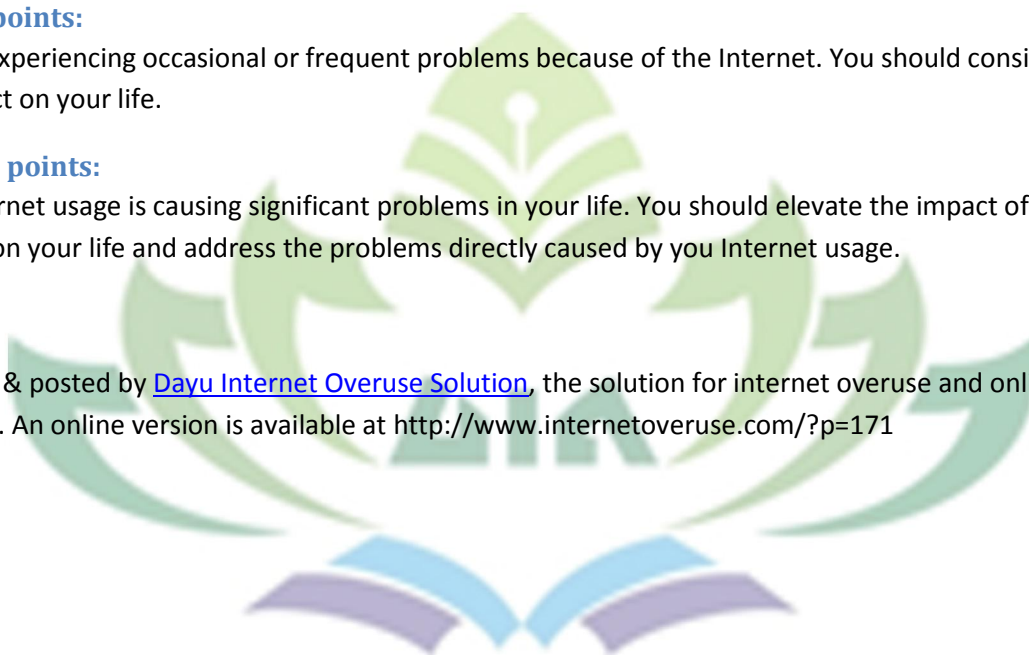 points:
experiencing occasional or frequent problems because of the Internet. You should consi
ct on your life.
points:
rnet usage is causing significant problems in your life. You should elevate the impact of
on your life and address the problems directly caused by you Internet usage.
& posted by Dayu Internet Overuse Solution, the solution for internet overuse and onl
. An online version is available at http://www.internetoveruse.com/?p=171